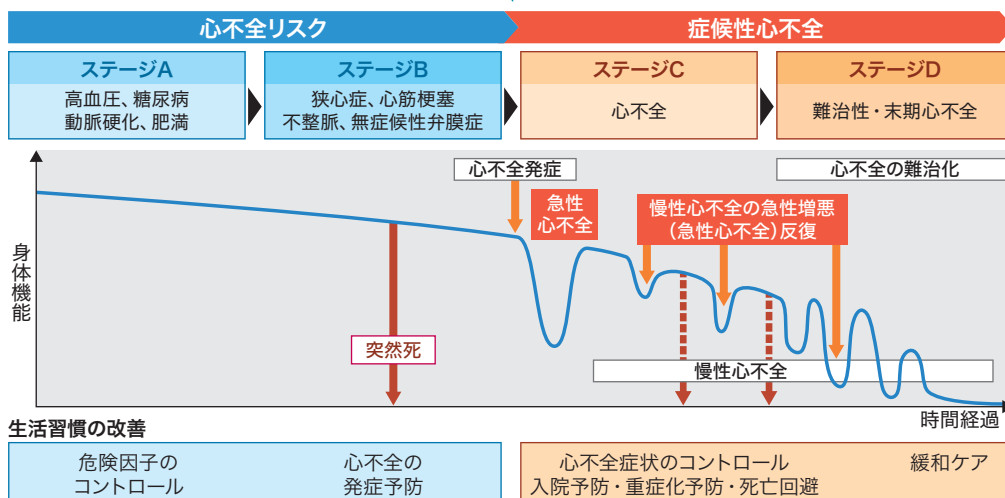 心不全リスク
症候性心不全
ステージA
高血圧、糖尿病
動脈硬化、肥満
ステージB
狭心症、心筋梗塞
不整脈、無症候性弁膜症
ステージC
心不全
ステージD
難治性・末期心不全
心不全発症
心不全の難治化
急性
心不全
慢性心不全の急性増悪
(急性心不全)反復
身体機能
突然死
慢性心不全
時間経過
生活習慣の改善
危険因子の
コントロール
心不全の
発症予防
心不全症状のコントロール
入院予防・重症化予防・死亡回避
緩和ケア